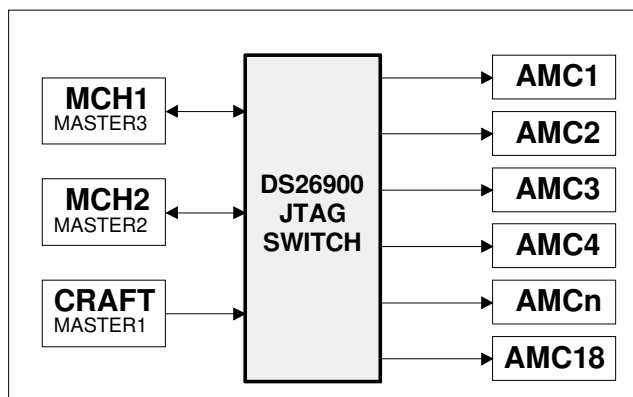 MCH1
MASTER3
MCH2
MASTER2
CRAFT
MASTER1
DS26900
JTAG
SWITCH
AMC1
AMC2
AMC3
AMC4
AMCn
AMC18